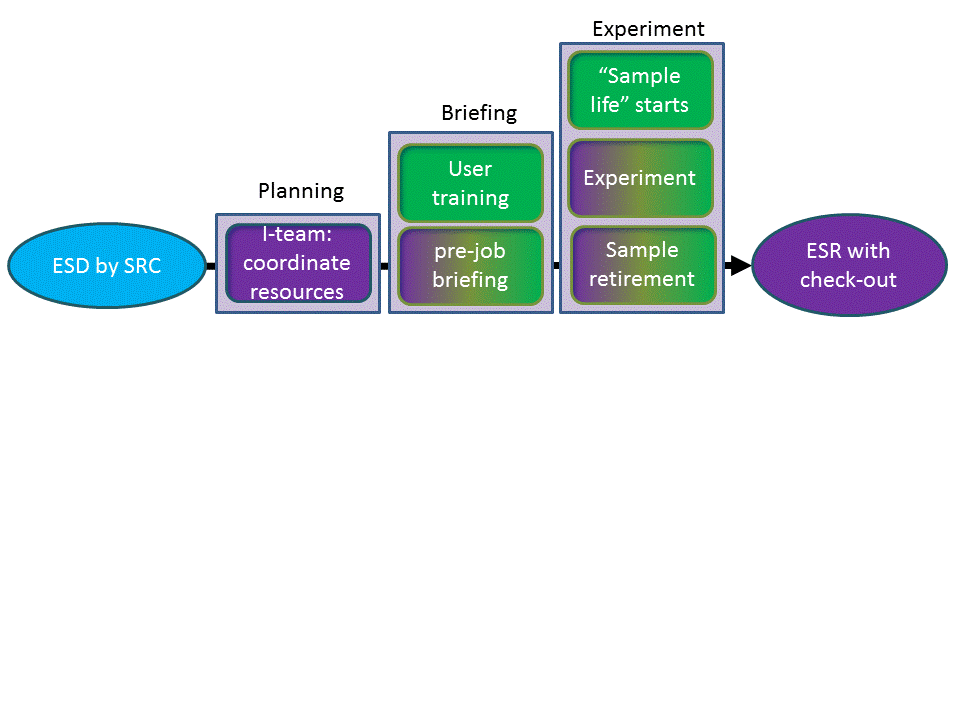 ESD by SRC
Planning
I-team:
coordinate
resources
Briefing
User
training
pre-job
briefing
Experiment
“Sample
life” starts
Experiment
Sample
retirement
ESR with
check-out